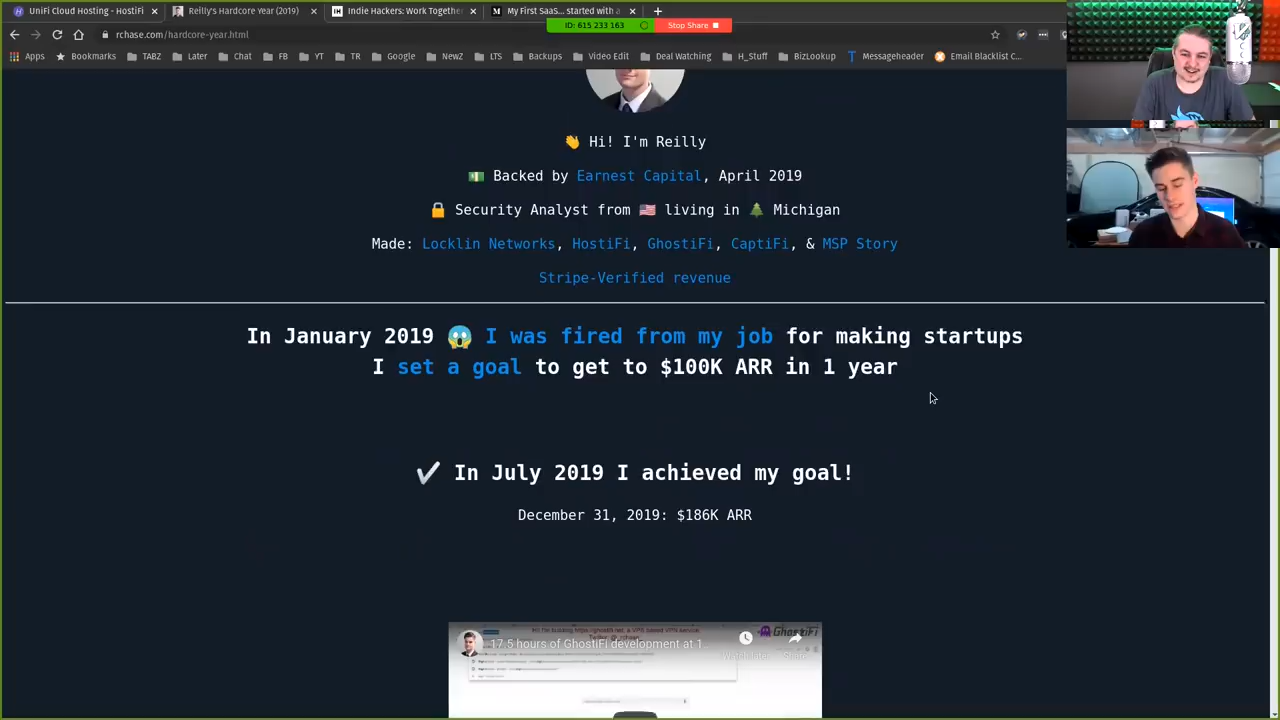 UniFi Cloud Hosting - HostiFi
Reilly's Hardcore Year (2019)
Indie Hackers: Work Togethe
My First SaaS... started with a
ID: 615 233 163
Stop Share
rchase.com/hardcore-year.html
Apps
Bookmarks
TABZ
Later
Chat
FB
YT
TR
Google
NewZ
LTS
Backups
Video Edit
Deal Watching
H_Stuff
BizLookup
Messageheader
Email Blacklist C...
Hi! I'm Reilly
Backed by Earnest Capital, April 2019
Security Analyst from living in Michigan
Made: Locklin Networks, HostiFi, GhostiFi, CaptiFi, & MSP Story
Stripe-Verified revenue
In January 2019 I was fired from my job for making startups
I set a goal to get to $100K ARR in 1 year
In July 2019 I achieved my goal!
December 31, 2019: $186K ARR
17.5 hours of GhostiFi development at 1...
GhostiFi
Watch later
Share